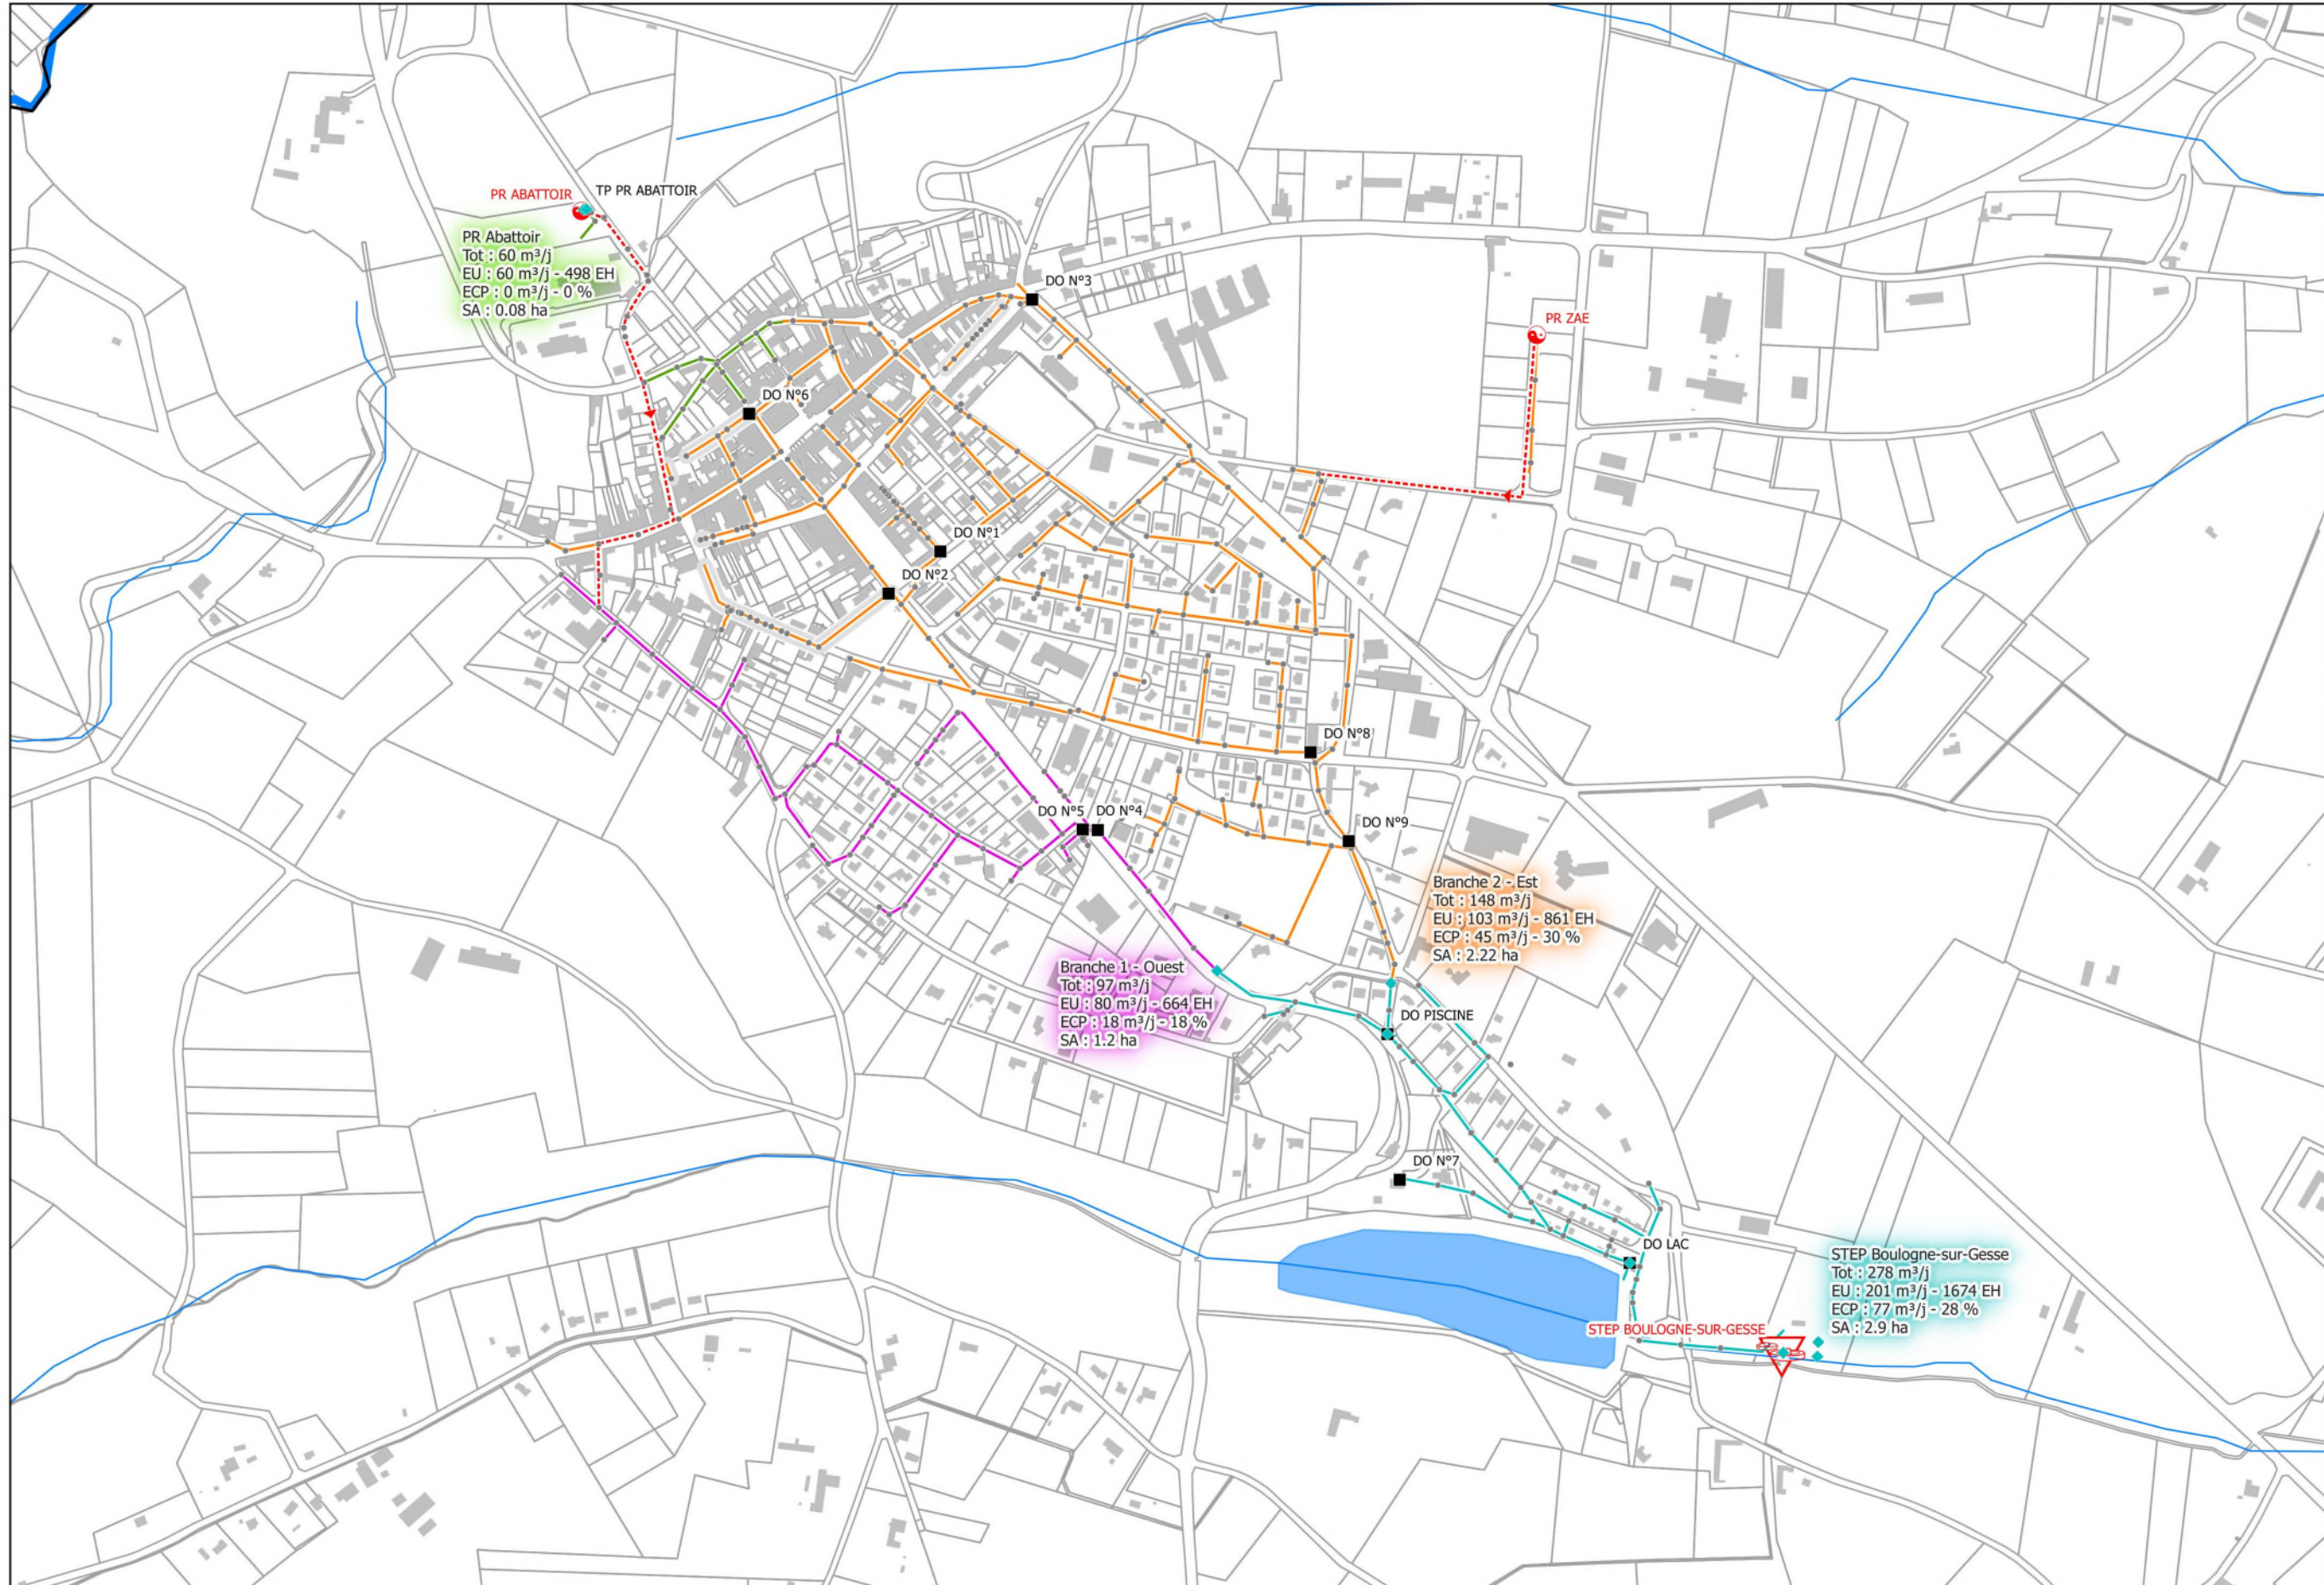 PR ABATTOIR
TP PR ABATTOIR
PR Abattoir
Tot : 60 m³/j
EU : 60 m³/j - 498 EH
ECP : 0 m³/j - 0 %
SA : 0.08 ha
DO N°3
PR ZAE
DO N°6
DO N°1
DO N°2
DO N°8
DO N°5
DO N°4
DO N°9
Branche 2 - Est
Tot : 148 m³/j
EU : 103 m³/j - 861 EH
ECP : 45 m³/j - 30 %
SA : 2.22 ha
Branche 1 - Ouest
Tot : 97 m³/j
EU : 80 m³/j - 664 EH
ECP : 18 m³/j - 18 %
SA : 1.2 ha
DO PISCINE
DO N°7
DO LAC
STEP Boulogne-sur-Gesse
Tot : 278 m³/j
EU : 201 m³/j - 1674 EH
ECP : 77 m³/j - 28 %
SA : 2.9 ha
STEP BOULOGNE-SUR-GESSE